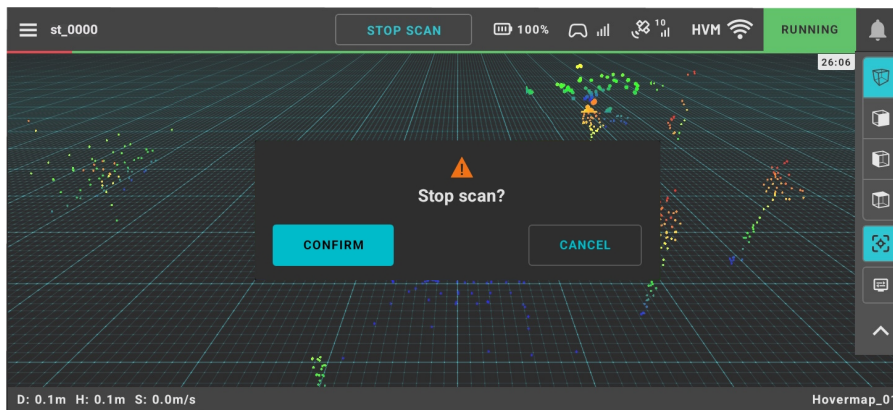 st_0000
STOP SCAN
100%
10
HVM
RUNNING
26:06
Stop scan?
CONFIRM
CANCEL
D: 0.1m H: 0.1m S: 0.0m/s
Hovermap_0